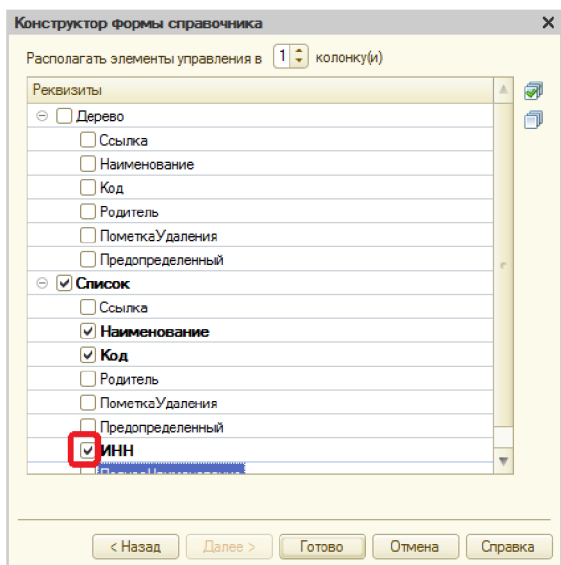 Конструктор формы справочника
Располагать элементы управления в 1 колонку(и)
Реквизиты
Дерево
Ссылка
Наименование
Код
Родитель
ПометкаУдаления
Предопределенный
Список
Ссылка
Наименование
Код
Родитель
ПометкаУдаления
Предопределенный
ИНН
< Назад Далее > Готово Отмена Справка